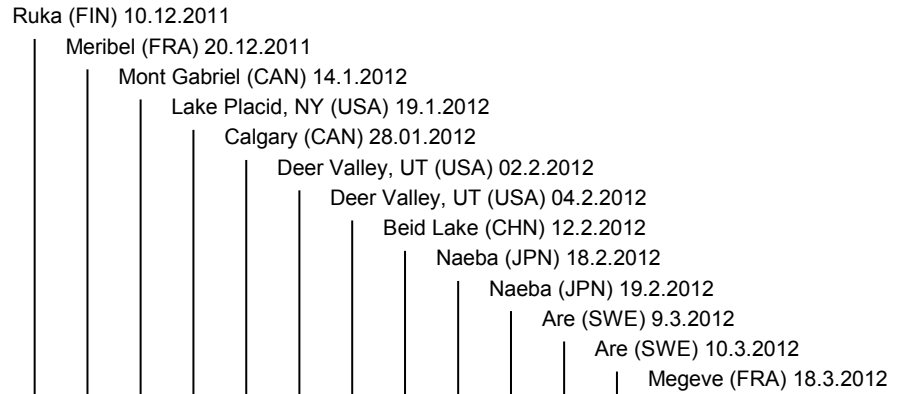 Ruka (FIN) 10.12.2011
Meribel (FRA) 20.12.2011
Mont Gabriel (CAN) 14.1.2012
Lake Placid, NY (USA) 19.1.2012
Calgary (CAN) 28.01.2012
Deer Valley, UT (USA) 02.2.2012
Deer Valley, UT (USA) 04.2.2012
Beid Lake (CHN) 12.2.2012
Naeba (JPN) 18.2.2012
Naeba (JPN) 19.2.2012
Are (SWE) 9.3.2012
Are (SWE) 10.3.2012
Megeve (FRA) 18.3.2012